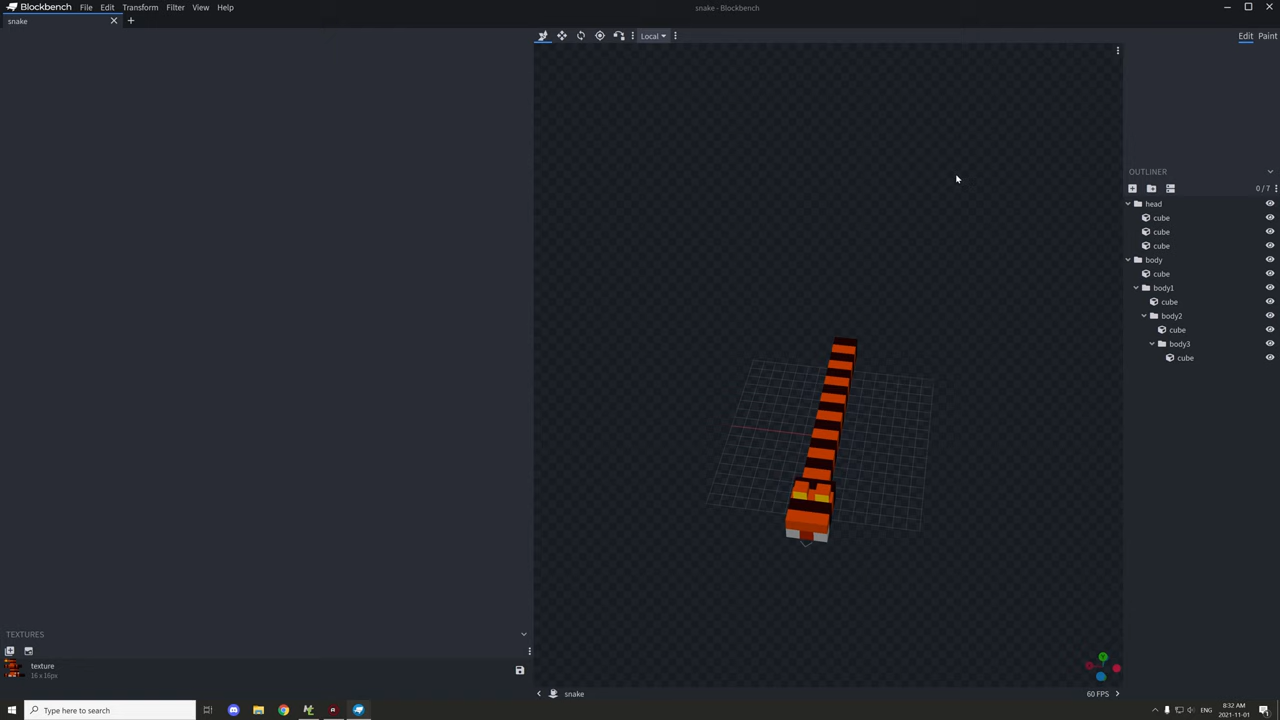 Blockbench File Edit Transform Filter View Help
snake - Blockbench
snake
Local
Edit Paint
OUTLINER
0 / 7
head
cube
cube
cube
body
cube
body1
cube
body2
cube
body3
cube
TEXTURES
texture
16 x 16px
snake
60 FPS
Type here to search
ENG
8:32 AM
2021-11-01